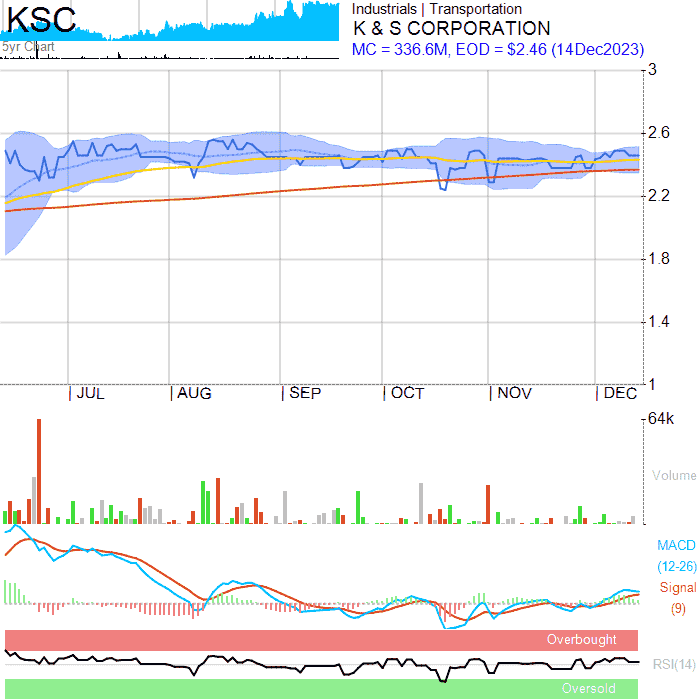 KSC
5yr Chart
Industrials | Transportation
K & S CORPORATION
MC = 336.6M, EOD = $2.46 (14Dec2023)
3
2.6
2.2
1.8
1.4
1
| JUL | AUG | SEP | OCT | NOV | DEC
64k
Volume
MACD
(12-26)
Signal
(9)
Overbought
RSI(14)
Oversold